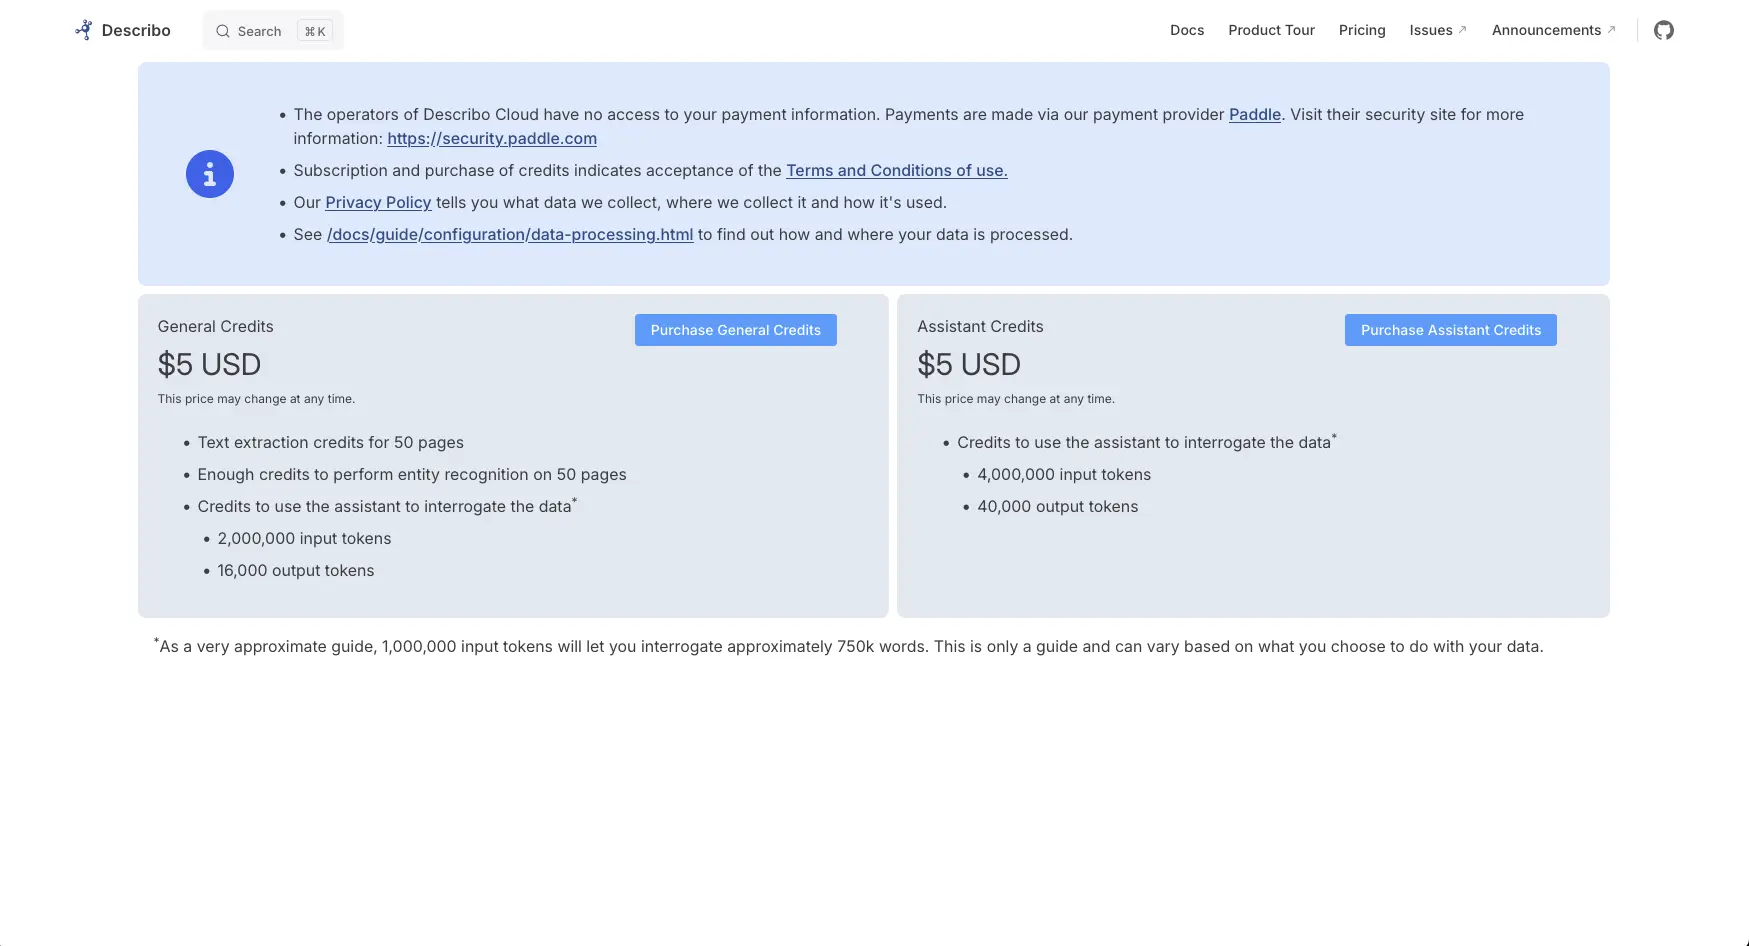 Describo
Search ⌘ K
Docs Product Tour Pricing Issues ↗ Announcements ↗
• The operators of Describo Cloud have no access to your payment information. Payments are made via our payment provider Paddle. Visit their security site for more
information: https://security.paddle.com
• Subscription and purchase of credits indicates acceptance of the Terms and Conditions of use.
• Our Privacy Policy tells you what data we collect, where we collect it and how it's used.
• See /docs/guide/configuration/data-processing.html to find out how and where your data is processed.
General Credits
Purchase General Credits
$5 USD
This price may change at any time.
• Text extraction credits for 50 pages
• Enough credits to perform entity recognition on 50 pages
• Credits to use the assistant to interrogate the data*
• 2,000,000 input tokens
• 16,000 output tokens
Assistant Credits
Purchase Assistant Credits
$5 USD
This price may change at any time.
• Credits to use the assistant to interrogate the data*
• 4,000,000 input tokens
• 40,000 output tokens
*As a very approximate guide, 1,000,000 input tokens will let you interrogate approximately 750k words. This is only a guide and can vary based on what you choose to do with your data.